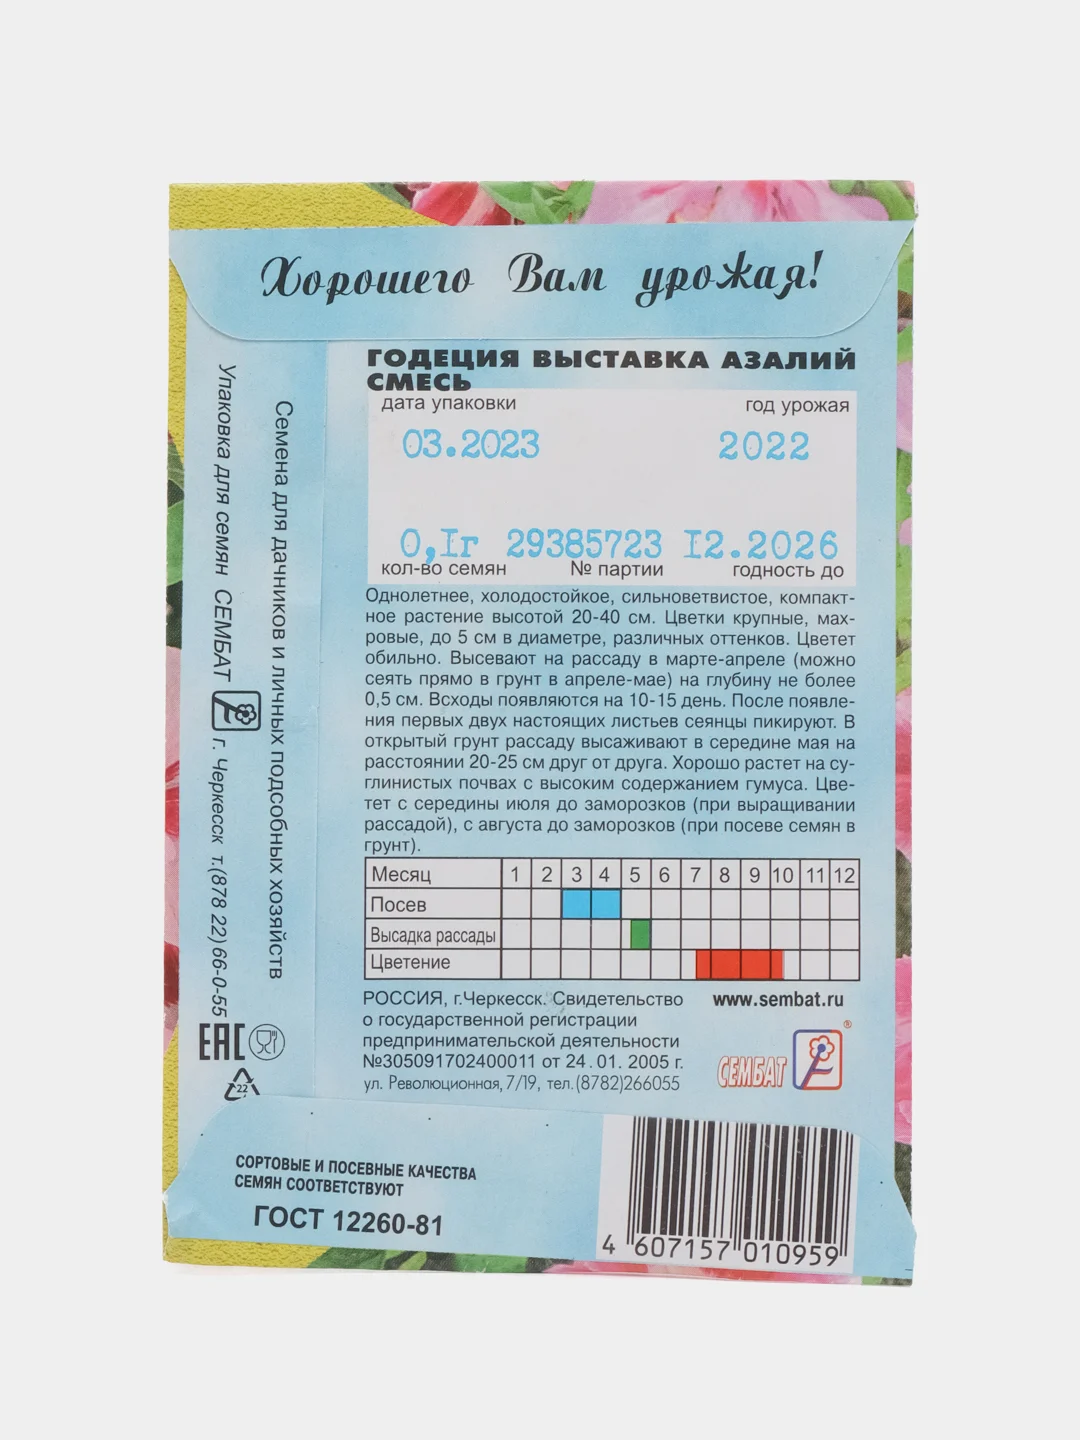 Хорошего Вам урожая!
ГОДЕЦИЯ ВЫСТАВКА АЗАЛИЙ
СМЕСЬ
дата упаковки год урожая
03.2023 2022
0,1г 29385723 12.2026
кол-во семян № партии годность до
Однолетнее, холодостойкое, сильноветвистое, компакт-
ное растение высотой 20-40 см. Цветки крупные, мах-
ровые, до 5 см в диаметре, различных оттенков. Цветет
обильно. Высевают на рассаду в марте-апреле (можно
сеять прямо в грунт в апреле-мае) на глубину не более
0,5 см. Всходы появляются на 10-15 день. После появле-
ния первых двух настоящих листьев сеянцы пикируют. В
открытый грунт рассаду высаживают в середине мая на
расстоянии 20-25 см друг от друга. Хорошо растет на су-
глинистых почвах с высоким содержанием гумуса. Цве-
тет с середины июля до заморозков (при выращивании
рассадой), с августа до заморозков (при посеве семян в
грунт).
Месяц 1 2 3 4 5 6 7 8 9 10 11 12
Посев
Высадка рассады
Цветение
РОССИЯ, г.Черкесск. Свидетельство
о государственной регистрации
предпринимательской деятельности
№305091702400011 от 24.01.2005 г.
ул. Революционная, 7/19, тел.(8782)266055
www.sembat.ru
СЕМБАТ ®
Семена для дачников и личных подсобных хозяйств
Упаковка для семян СЕМБАТ г. Черкесск т.(878 22) 66-0-55
EAC
22
СОРТОВЫЕ И ПОСЕВНЫЕ КАЧЕСТВА
СЕМЯН СООТВЕТСТВУЮТ
ГОСТ 12260-81
4 607157 010959